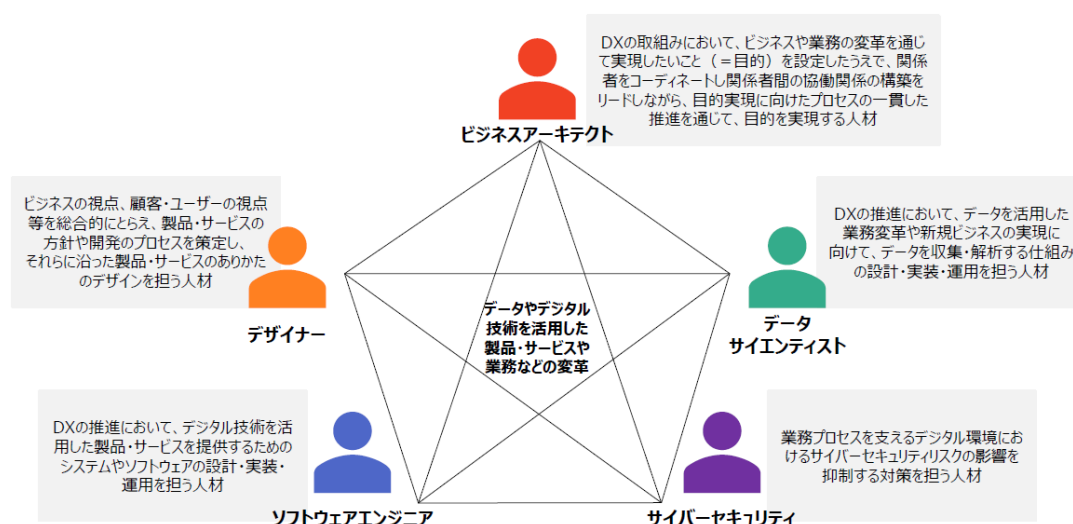 DXの取組みにおいて、ビジネスや業務の変革を通じ
て実現したいこと（＝目的）を設定したうえで、関係
者をコーディネートし関係者間の協働関係の構築を
リードしながら、目的実現に向けたプロセスの一貫した
推進を通じて、目的を実現する人材
ビジネスアーキテクト
ビジネスの視点、顧客・ユーザーの視点
等を総合的にとらえ、製品・サービスの
方針や開発のプロセスを策定し、
それらに沿った製品・サービスのありかた
のデザインを担う人材
デザイナー
DXの推進において、データを活用した
業務変革や新規ビジネスの実現に
向けて、データを収集・解析する仕組み
の設計・実装・運用を担う人材
データ
サイエンティスト
データやデジタル
技術を活用した
製品・サービスや
業務などの変革
DXの推進において、デジタル技術を活
用した製品・サービスを提供するための
システムやソフトウェアの設計・実装・
運用を担う人材
ソフトウェアエンジニア
業務プロセスを支えるデジタル環境にお
けるサイバーセキュリティリスクの影響を
抑制する対策を担う人材
サイバーセキュリティ